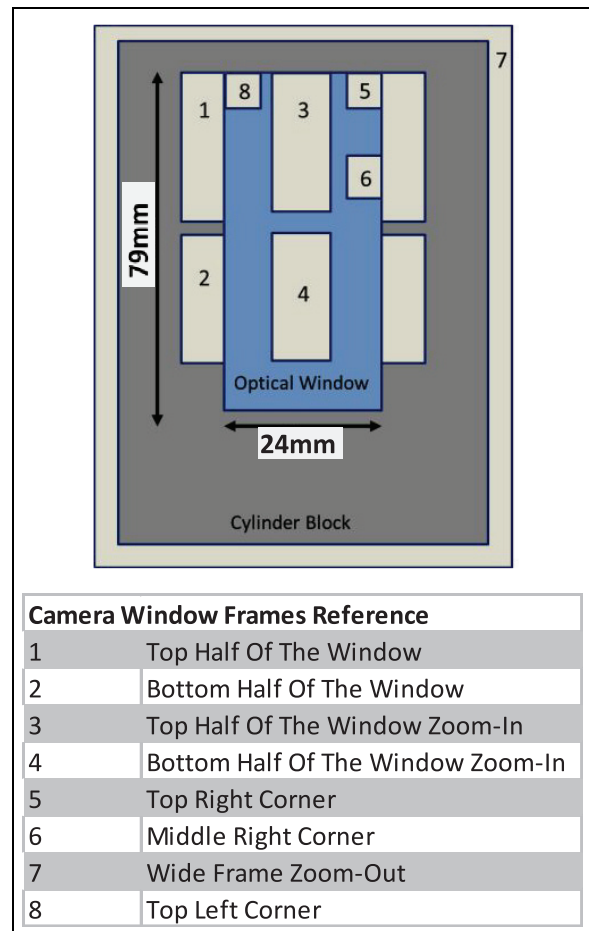 7
1
8
3
5
6
79mm
2
4
Optical Window
24mm
Cylinder Block
Camera Window Frames Reference
1 Top Half Of The Window
2 Bottom Half Of The Window
3 Top Half Of The Window Zoom-In
4 Bottom Half Of The Window Zoom-In
5 Top Right Corner
6 Middle Right Corner
7 Wide Frame Zoom-Out
8 Top Left Corner